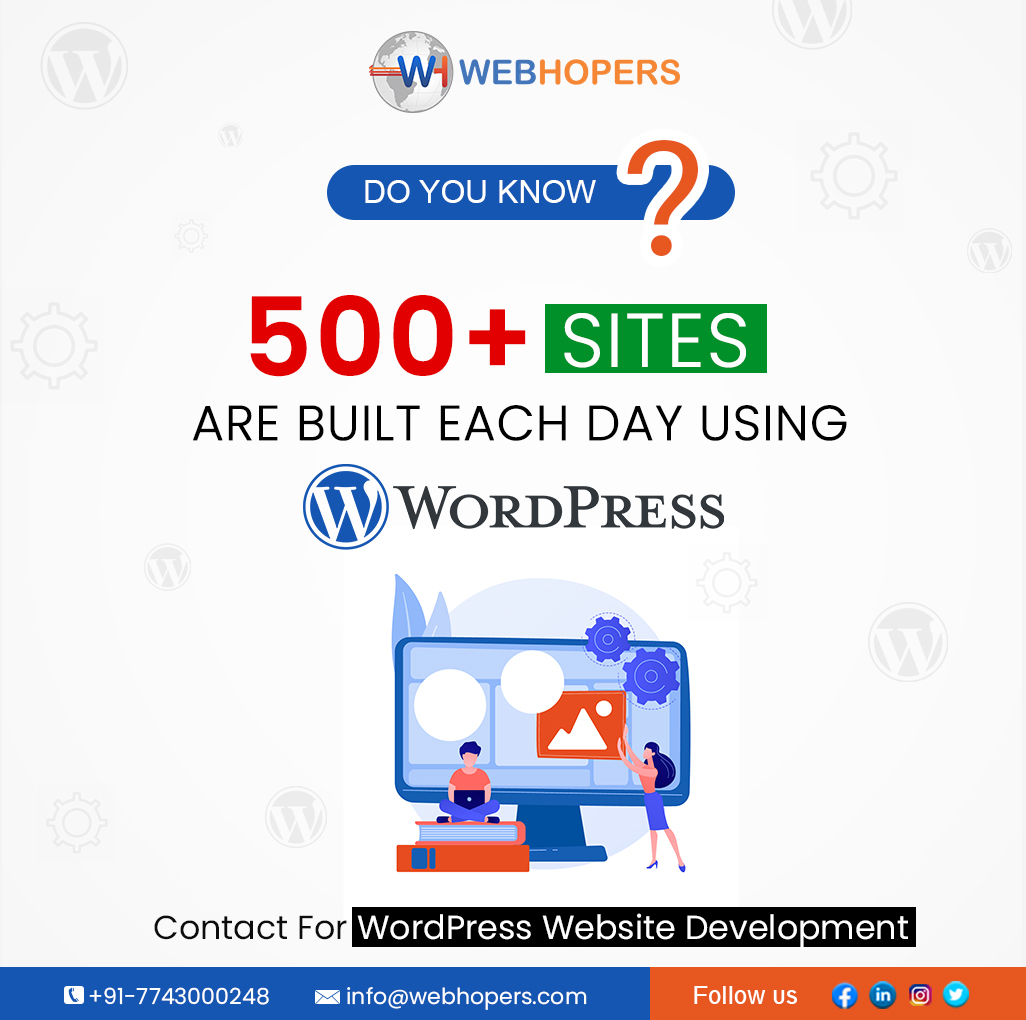 WH WEBHOPERS
DO YOU KNOW ?
500+ SITES
ARE BUILT EACH DAY USING
W WORDPRESS
Contact For WordPress Website Development
+91-7743000248 info@webhopers.com Follow us